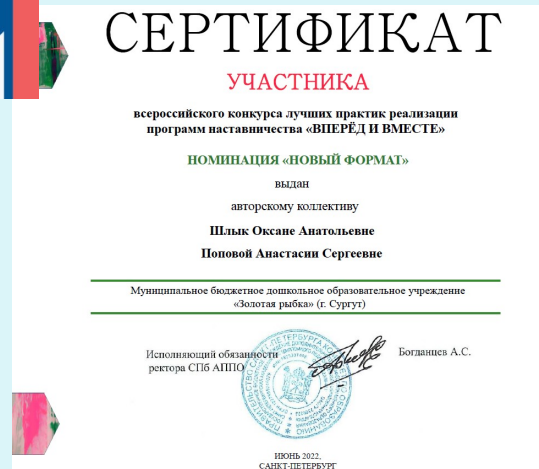 СЕРТИФИКАТ
УЧАСТНИКА
всероссийского конкурса лучших практик реализации
программ наставничества «ВПЕРЁД И ВМЕСТЕ»
НОМИНАЦИЯ «НОВЫЙ ФОРМАТ»
выдан
авторскому коллективу
Шлык Оксане Анатольевне
Поповой Анастасии Сергеевне
Муниципальное бюджетное дошкольное образовательное учреждение
«Золотая рыбка» (г. Сургут)
Исполняющий обязанности
ректора СПб АППО
Богданцев А.С.
ИЮНЬ 2022,
САНКТ-ПЕТЕРБУРГ